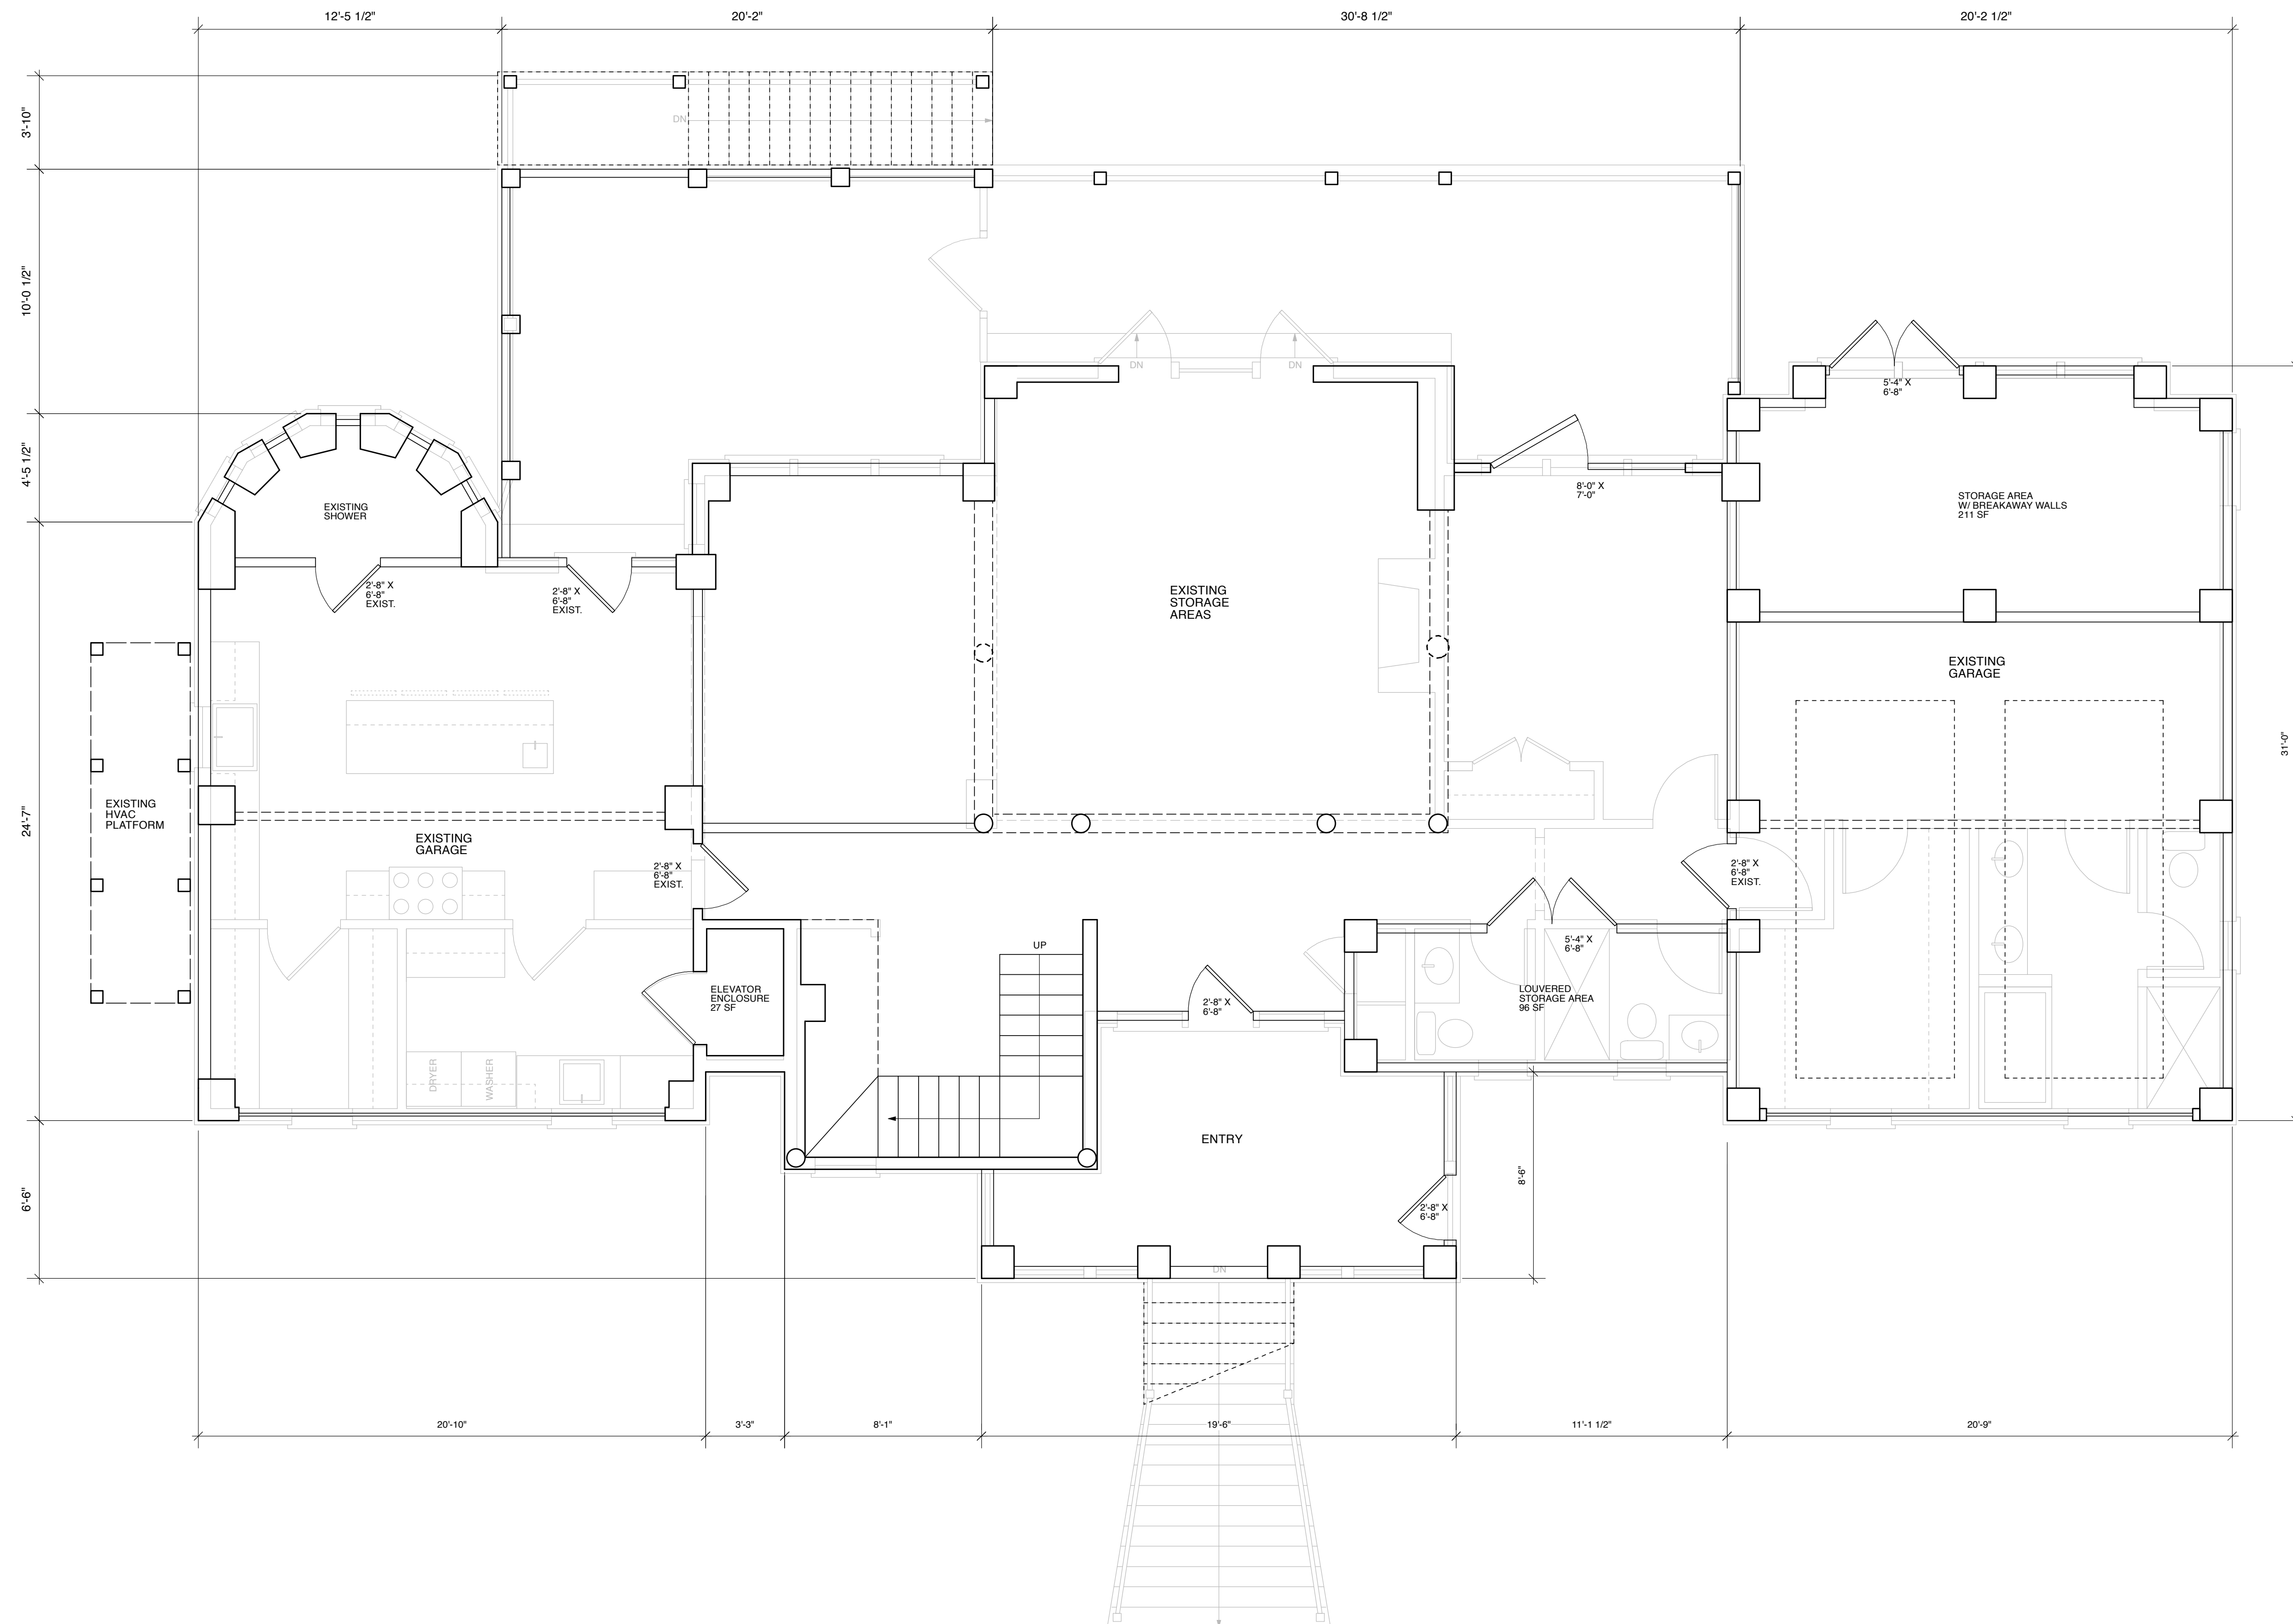 12'-5 1/2"
20'-2"
30'-8 1/2"
20'-2 1/2"
3'-10"
DN
10'-0 1/2"
DN
DN
5'-4" X
6'-8"
4'-5 1/2"
EXISTING
SHOWER
8'-0" X
7'-0"
STORAGE AREA
W/ BREAKAWAY WALLS
211 SF
2'-8" X
6'-8"
EXIST.
2'-8" X
6'-8"
EXIST.
EXISTING
STORAGE
AREAS
EXISTING
GARAGE
31'-0"
EXISTING
HVAC
PLATFORM
24'-7"
EXISTING
GARAGE
2'-8" X
6'-8"
EXIST.
2'-8" X
6'-8"
EXIST.
UP
5'-4" X
6'-8"
ELEVATOR
ENCLOSURE
27 SF
2'-8" X
6'-8"
LOUVERED
STORAGE AREA
96 SF
DRYER
WASHER
ENTRY
8'-6"
6'-6"
2'-8" X
6'-8"
DN
20'-10"
3'-3"
8'-1"
19'-6"
11'-1 1/2"
20'-9"